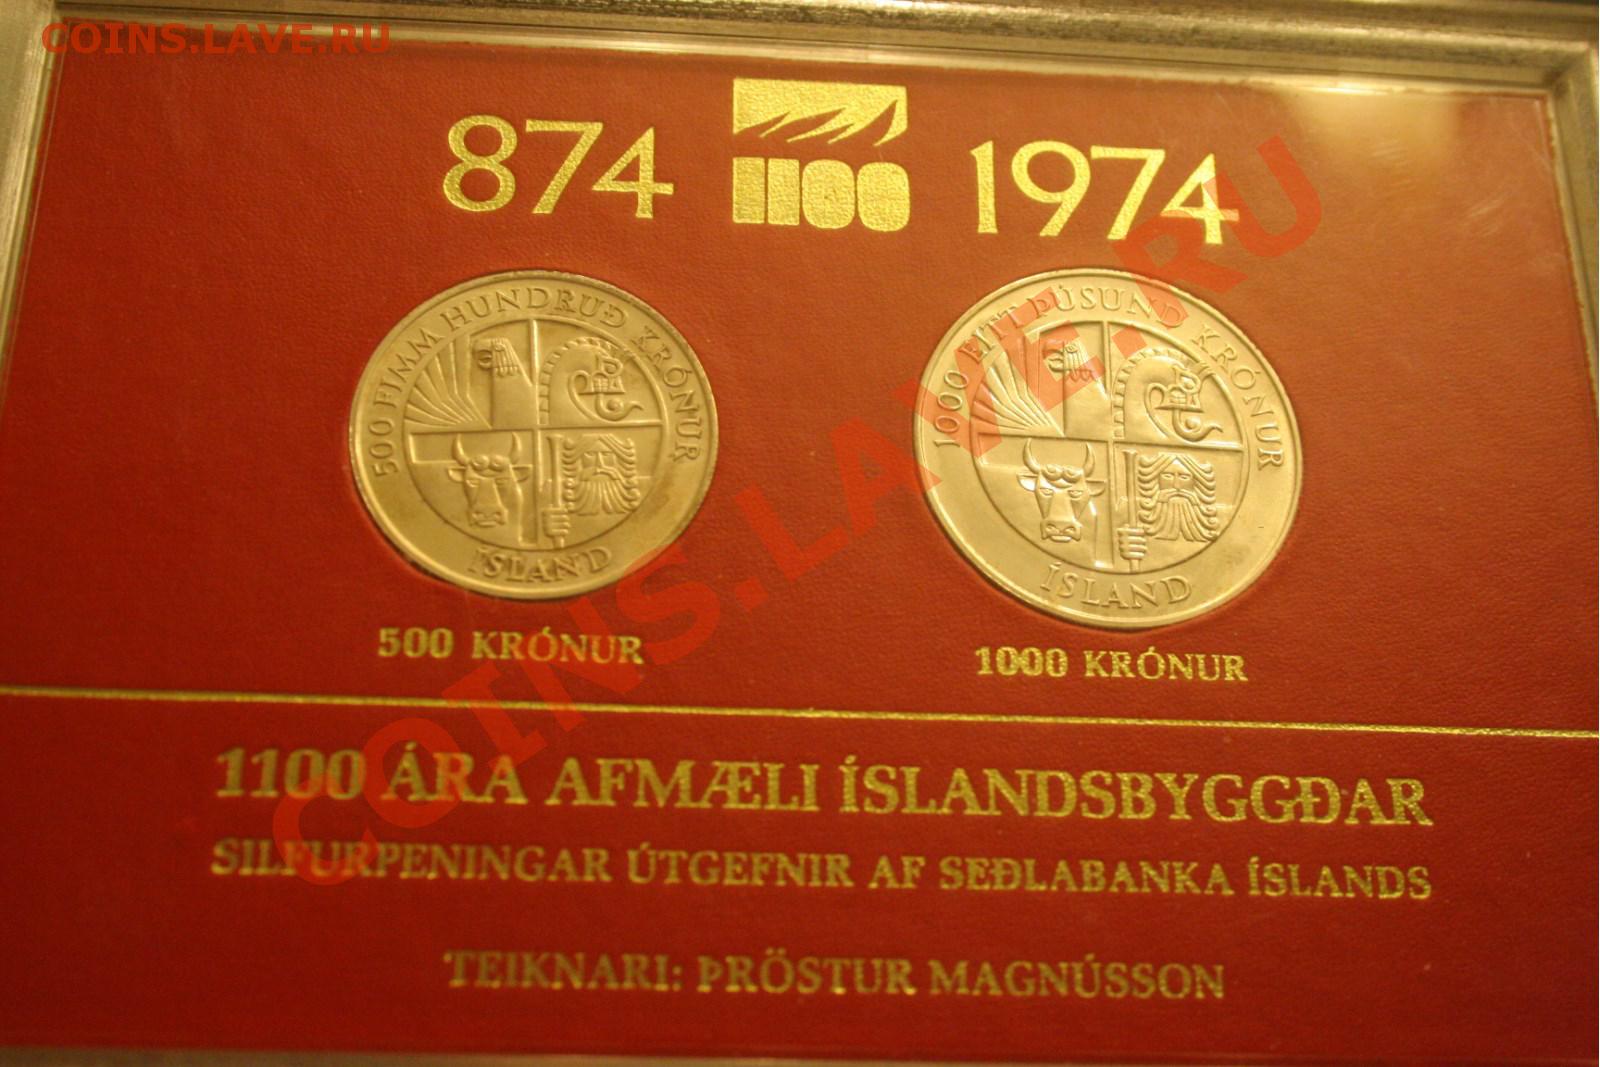 COINS.LAVE.RU
874 1100 1974
500 FIMM HUNDRUÐ KRÓNUR
ÍSLAND
1000 EITT ÞÚSUND KRÓNUR
ÍSLAND
500 KRÓNUR
1000 KRÓNUR
1100 ÁRA AFMÆLI ÍSLANDSBYGGÐAR
SILFURPENINGAR ÚTGEFNIR AF SEÐLABANKA ÍSLANDS
TEIKNARI: ÞRÖSTUR MAGNÚSSON
COINS.LAVE.RU